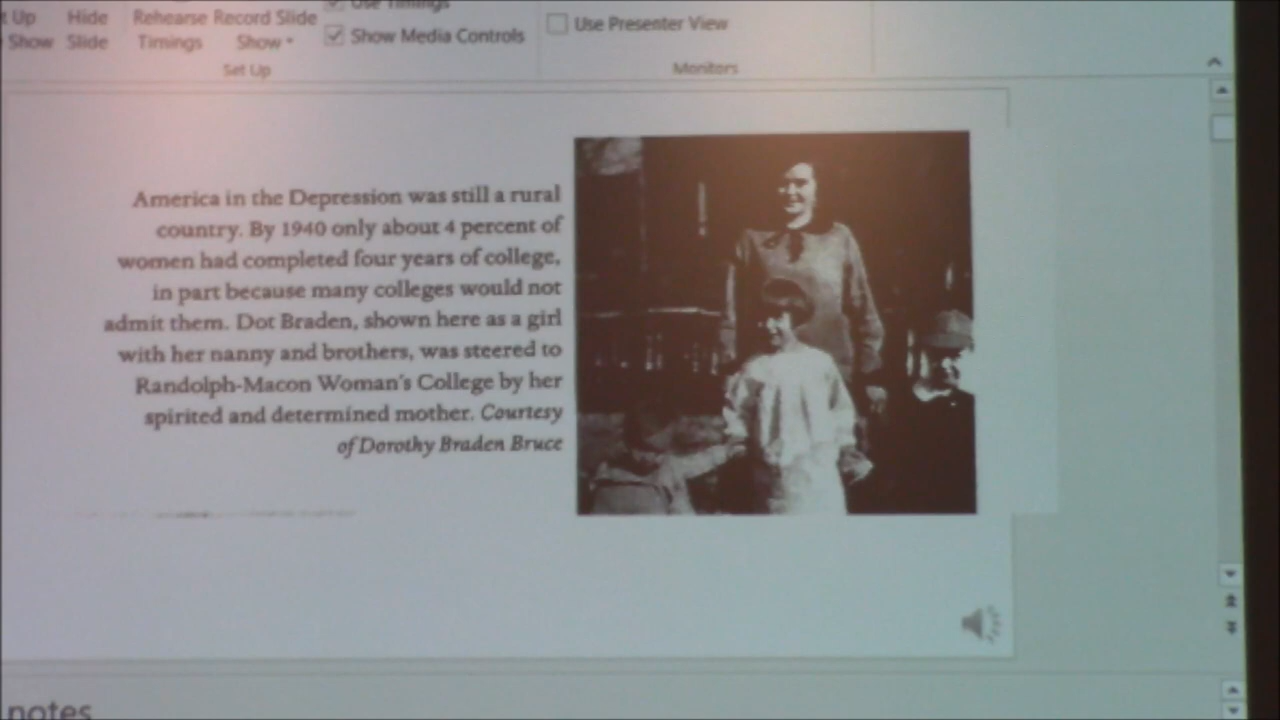 t Up Hide Rehearse Record Slide Use Timings
Show Slide Timings Show Show Media Controls Use Presenter View
Set Up Monitors
America in the Depression was still a rural
country. By 1940 only about 4 percent of
women had completed four years of college,
in part because many colleges would not
admit them. Dot Braden, shown here as a girl
with her nanny and brothers, was steered to
Randolph-Macon Woman's College by her
spirited and determined mother. Courtesy
of Dorothy Braden Bruce
notes